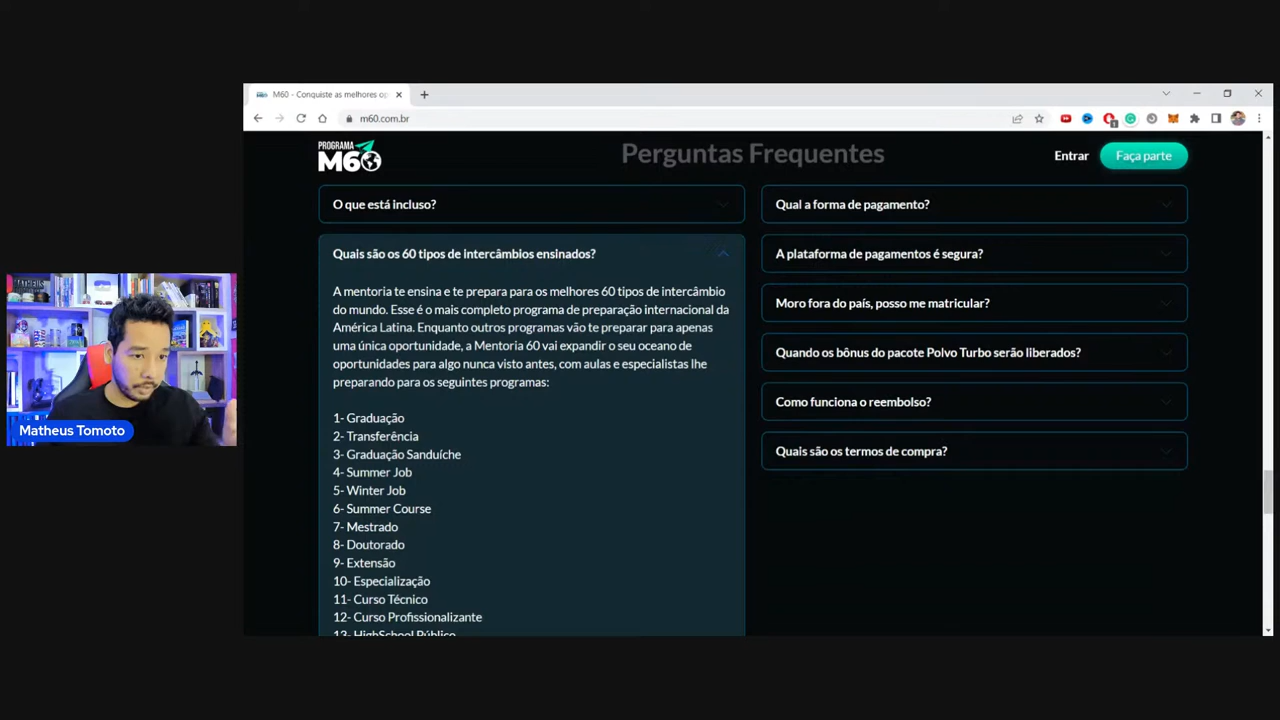 M60 - Conquiste as melhores op
m60.com.br
PROGRAMA
M60
Perguntas Frequentes
Entrar
Faça parte
O que está incluso?
Quais são os 60 tipos de intercâmbios ensinados?
A mentoria te ensina e te prepara para os melhores 60 tipos de intercâmbio
do mundo. Esse é o mais completo programa de preparação internacional da
América Latina. Enquanto outros programas vão te preparar para apenas
uma única oportunidade, a Mentoria 60 vai expandir o seu oceano de
oportunidades para algo nunca visto antes, com aulas e especialistas lhe
preparando para os seguintes programas:
1- Graduação
2- Transferência
3- Graduação Sanduíche
4- Summer Job
5- Winter Job
6- Summer Course
7- Mestrado
8- Doutorado
9- Extensão
10- Especialização
11- Curso Técnico
12- Curso Profissionalizante
13- HighSchool Público
Qual a forma de pagamento?
A plataforma de pagamentos é segura?
Moro fora do país, posso me matricular?
Quando os bônus do pacote Polvo Turbo serão liberados?
Como funciona o reembolso?
Quais são os termos de compra?
Matheus Tomoto